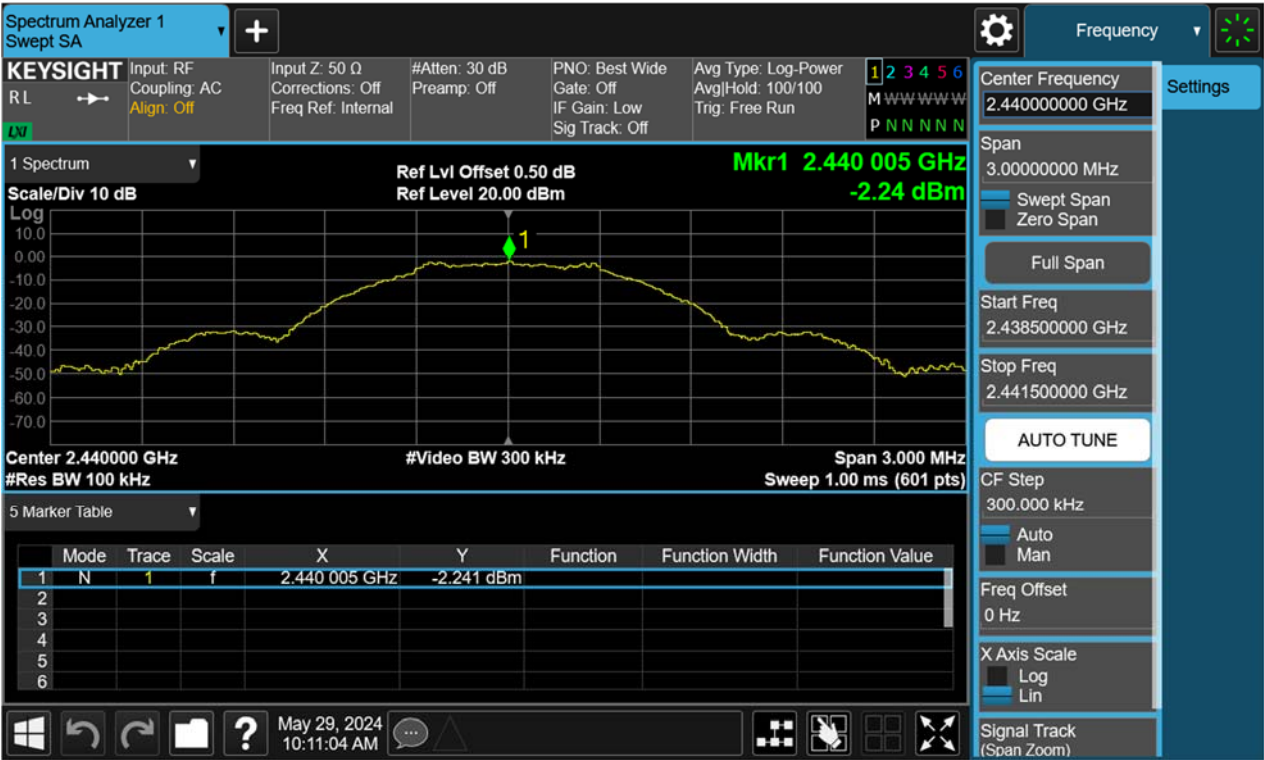 Spectrum Analyzer 1
Swept SA
+
Frequency
KEYSIGHT
R L
LXI
Input: RF
Coupling: AC
Align: Off
Input Z: 50 Ω
Corrections: Off
Freq Ref: Internal
#Atten: 30 dB
Preamp: Off
PNO: Best Wide
Gate: Off
IF Gain: Low
Sig Track: Off
Avg Type: Log-Power
Avg|Hold: 100/100
Trig: Free Run
1 2 3 4 5 6
M W W W W W
P N N N N N
1 Spectrum
Scale/Div 10 dB
Ref Lvl Offset 0.50 dB
Ref Level 20.00 dBm
Mkr1 2.440 005 GHz
-2.24 dBm
Log
10.0
0.00
-10.0
-20.0
-30.0
-40.0
-50.0
-60.0
-70.0
1
Center 2.440000 GHz
#Video BW 300 kHz
Span 3.000 MHz
#Res BW 100 kHz
Sweep 1.00 ms (601 pts)
5 Marker Table
Mode Trace Scale X Y Function Function Width Function Value
1 N 1 f 2.440 005 GHz -2.241 dBm
2
3
4
5
6
?
May 29, 2024
10:11:04 AM
Center Frequency
2.440000000 GHz
Settings
Span
3.00000000 MHz
Swept Span
Zero Span
Full Span
Start Freq
2.438500000 GHz
Stop Freq
2.441500000 GHz
AUTO TUNE
CF Step
300.000 kHz
Auto
Man
Freq Offset
0 Hz
X Axis Scale
Log
Lin
Signal Track
(Span Zoom)